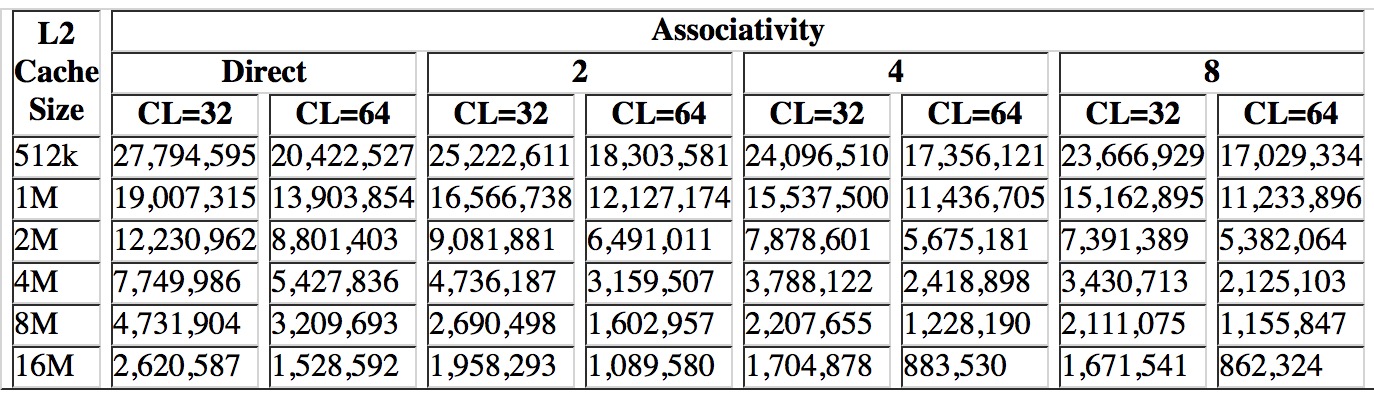 L2 Cache Size Associativity
Direct 2 4 8
CL=32 CL=64 CL=32 CL=64 CL=32 CL=64 CL=32 CL=64
512k 27,794,595 20,422,527 25,222,611 18,303,581 24,096,510 17,356,121 23,666,929 17,029,334
1M 19,007,315 13,903,854 16,566,738 12,127,174 15,537,500 11,436,705 15,162,895 11,233,896
2M 12,230,962 8,801,403 9,081,881 6,491,011 7,878,601 5,675,181 7,391,389 5,382,064
4M 7,749,986 5,427,836 4,736,187 3,159,507 3,788,122 2,418,898 3,430,713 2,125,103
8M 4,731,904 3,209,693 2,690,498 1,602,957 2,207,655 1,228,190 2,111,075 1,155,847
16M 2,620,587 1,528,592 1,958,293 1,089,580 1,704,878 883,530 1,671,541 862,324